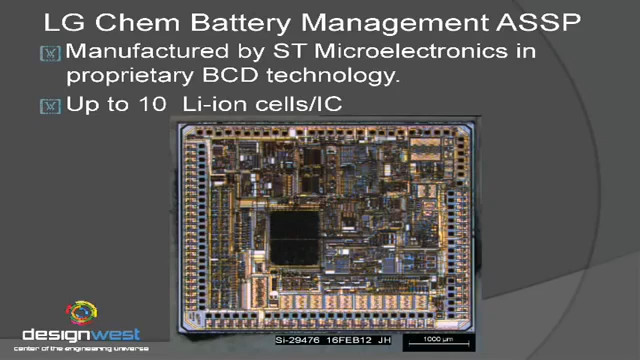 LG Chem Battery Management ASSP
Manufactured by ST Microelectronics in
proprietary BCD technology.
Up to 10 Li-ion cells/IC
Si-29476 16FEB12 JH
1000 µm
designwest
center of the engineering universe